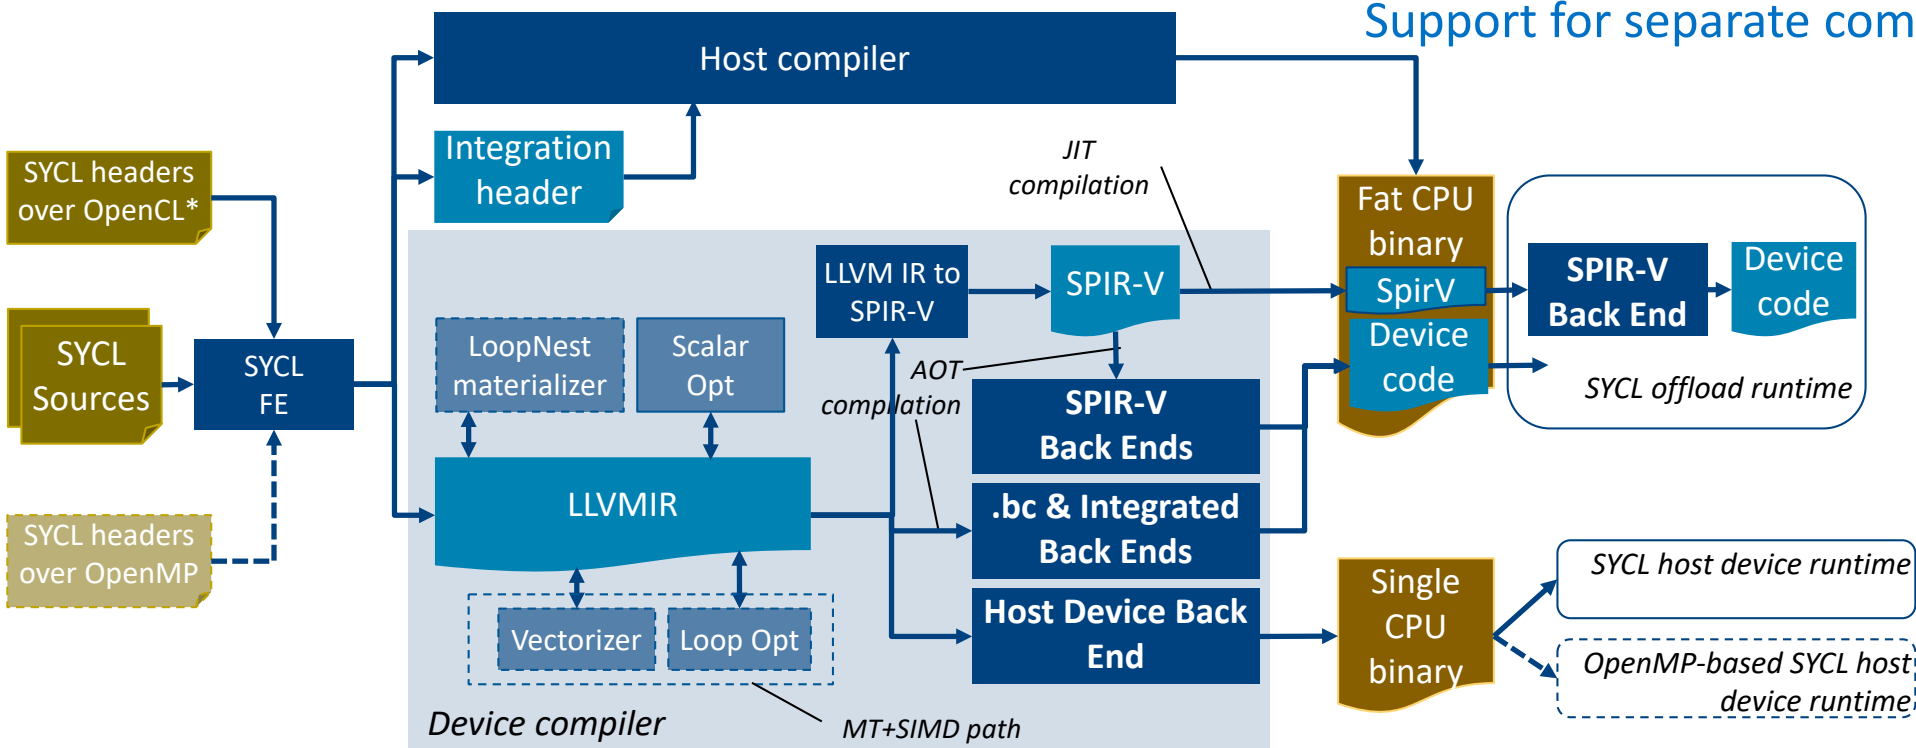 Support for separate com
Host compiler
Integration
header
JIT
compilation
SYCL headers
over OpenCL*
SYCL
Sources
SYCL
FE
SYCL headers
over OpenMP
LLVM IR to
SPIR-V
SPIR-V
LoopNest
materializer
Scalar
Opt
AOT
compilation
SPIR-V
Back Ends
LLVMIR
.bc & Integrated
Back Ends
Host Device Back
End
Vectorizer
Loop Opt
Device compiler
MT+SIMD path
Fat CPU
binary
SpirV
Device
code
SPIR-V
Back End
Device
code
SYCL offload runtime
Single
CPU
binary
SYCL host device runtime
OpenMP-based SYCL host
device runtime